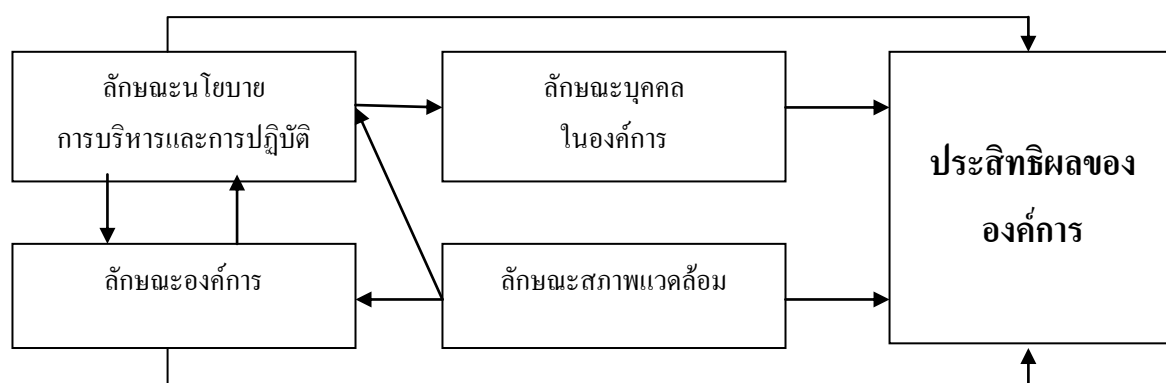 ลักษณะนโยบาย
การบริหารและการปฏิบัติ
ลักษณะบุคคล
ในองค์การ
ประสิทธิผลของ
องค์การ
ลักษณะองค์การ
ลักษณะสภาพแวดล้อม